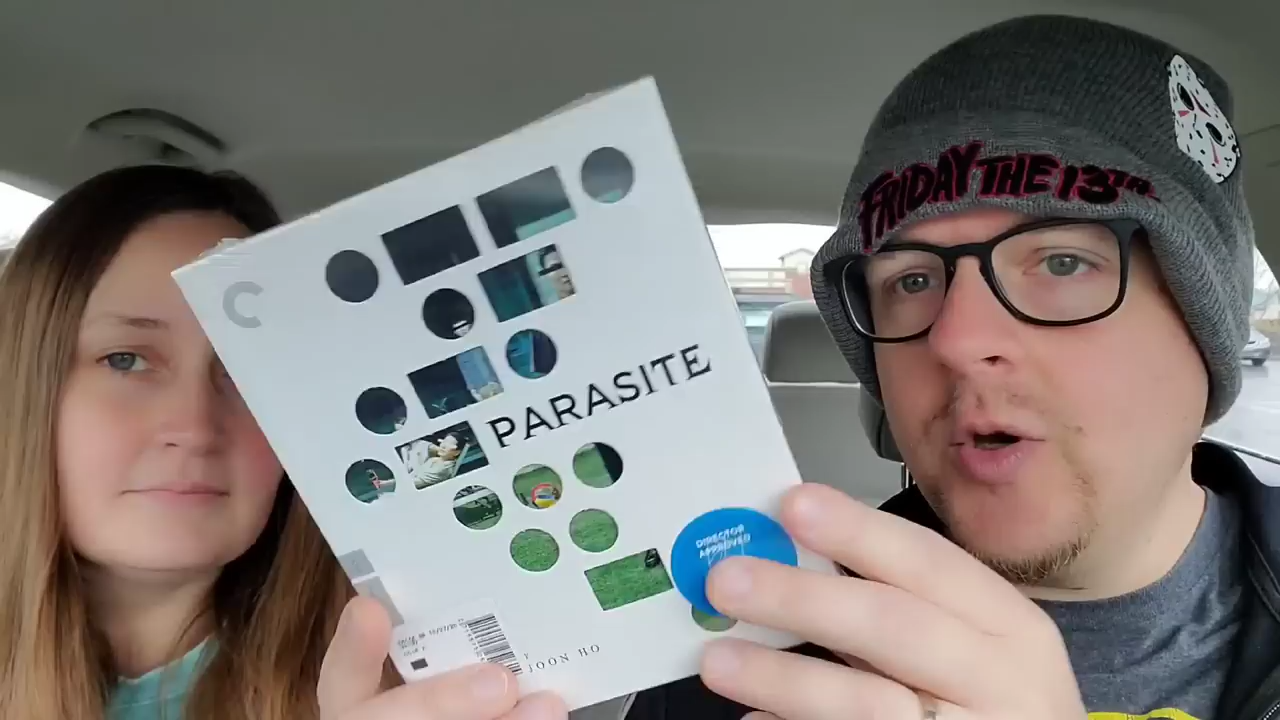 FRIDAY THE 13TH
C
PARASITE
DIRECTOR
APPROVED
JOON HO